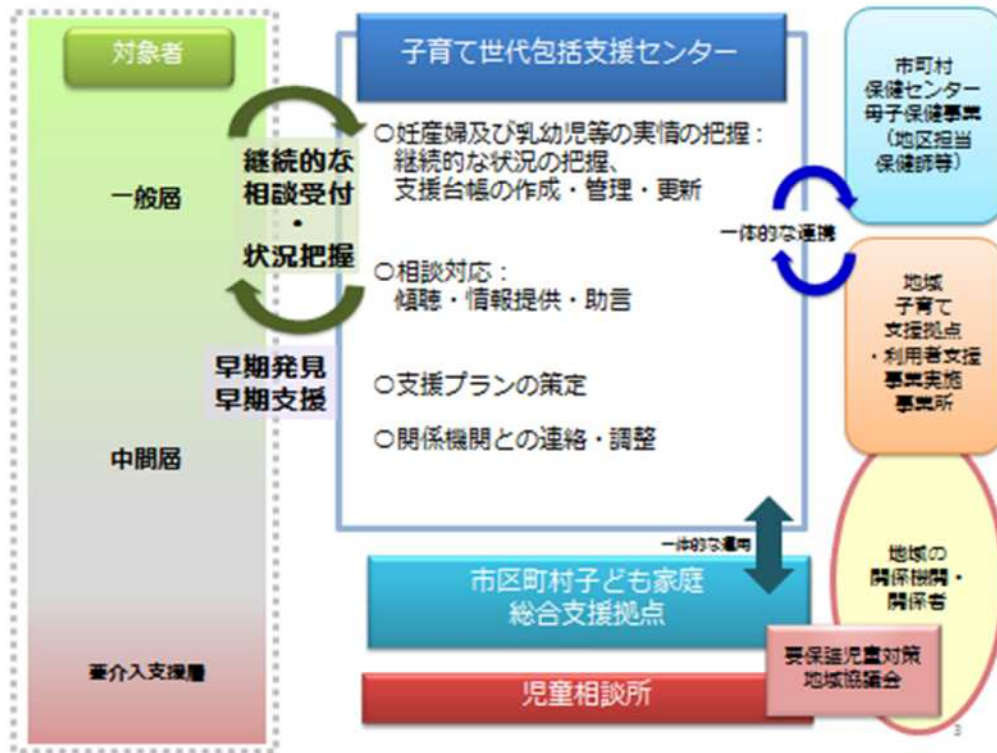 対象者
一般層
中間層
要介入支援層
継続的な
相談受付
・
状況把握
早期発見
早期支援
子育て世代包括支援センター
○妊産婦及び乳幼児等の実情の把握：
継続的な状況の把握、
支援台帳の作成・管理・更新
○相談対応：
傾聴・情報提供・助言
○支援プランの策定
○関係機関との連絡・調整
一体的な連携
一体的な運用
市区町村子ども家庭
総合支援拠点
児童相談所
市町村
保健センター
母子保健事業
（地区担当
保健師等）
地域
子育て
支援拠点
・利用者支援
事業実施
事業所
地域の
関係機関・
関係者
要保護児童対策
地域協議会
3